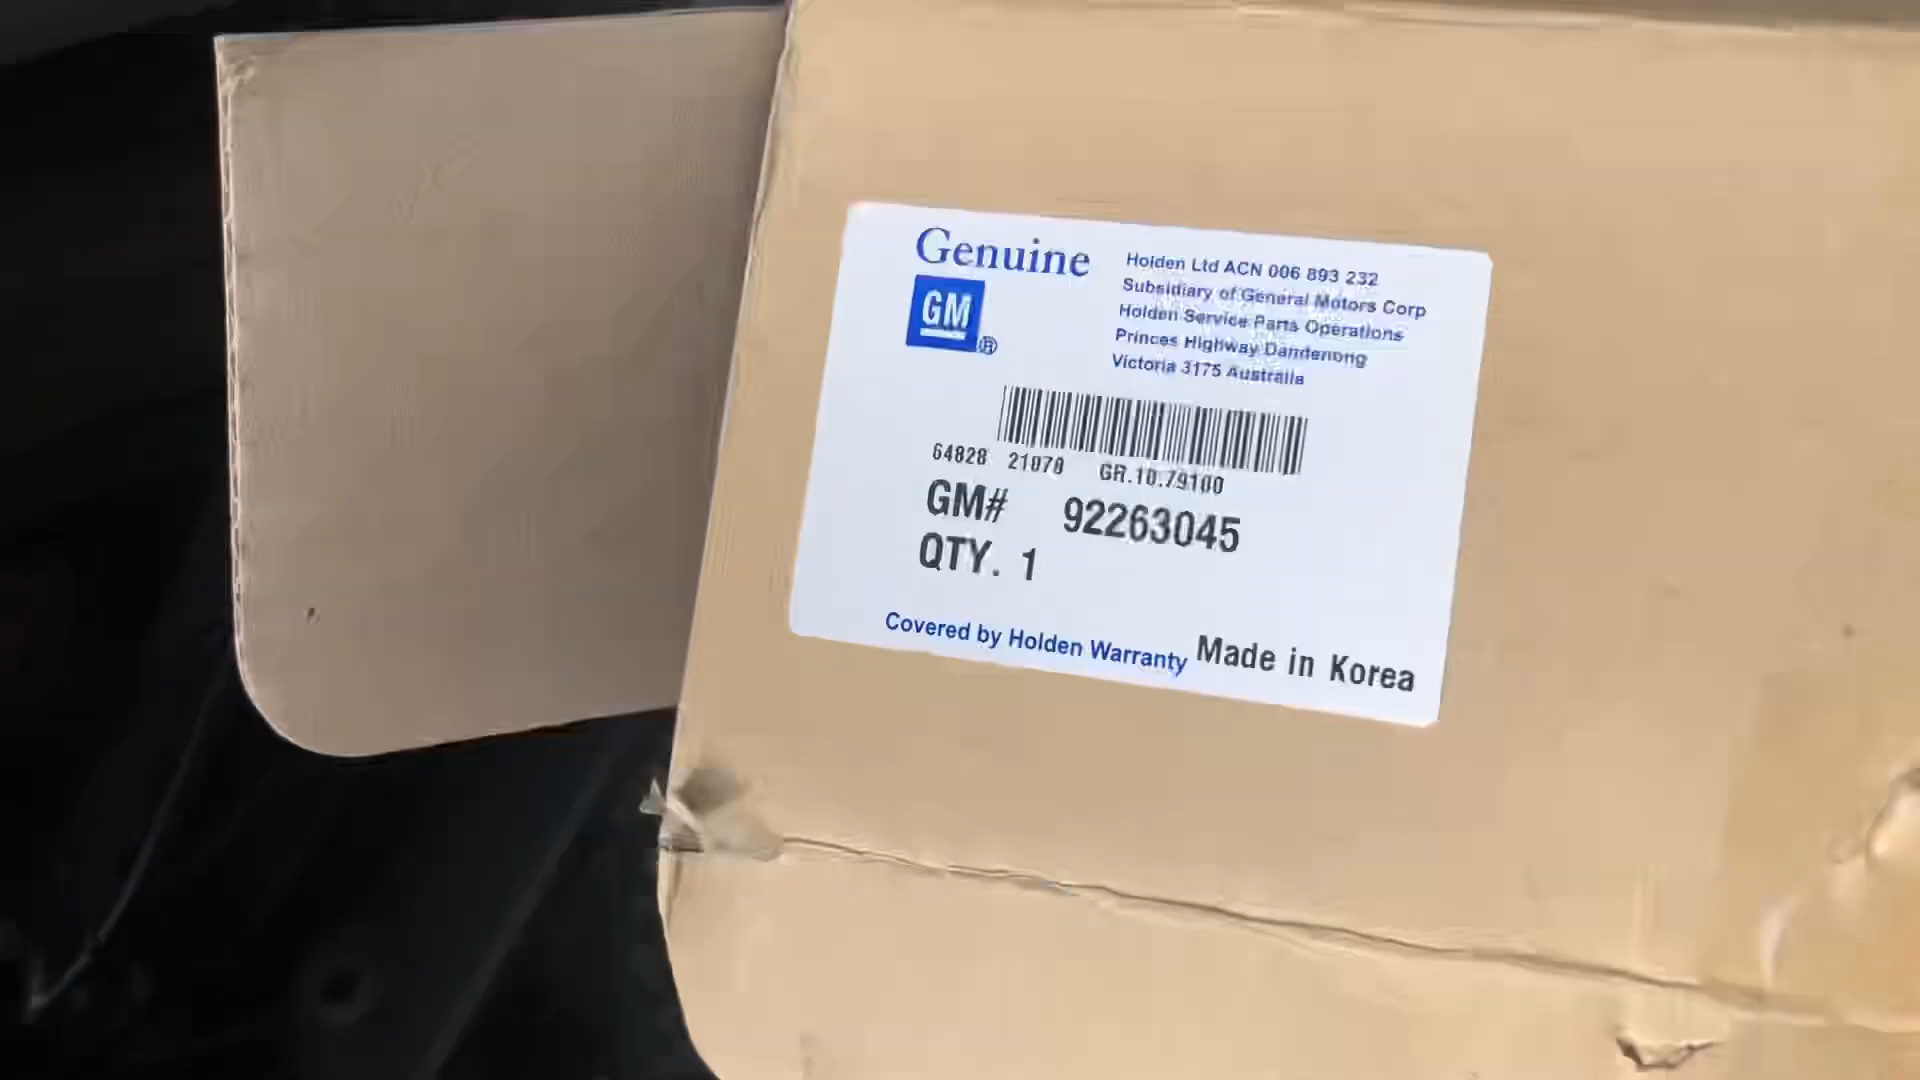 Genuine
GM®
Holden Ltd ACN 006 893 232
Subsidiary of General Motors Corp
Holden Service Parts Operations
Princes Highway Dandenong
Victoria 3175 Australia
64828 21070 GR.10.79100
GM# 92263045
QTY. 1
Covered by Holden Warranty Made in Korea